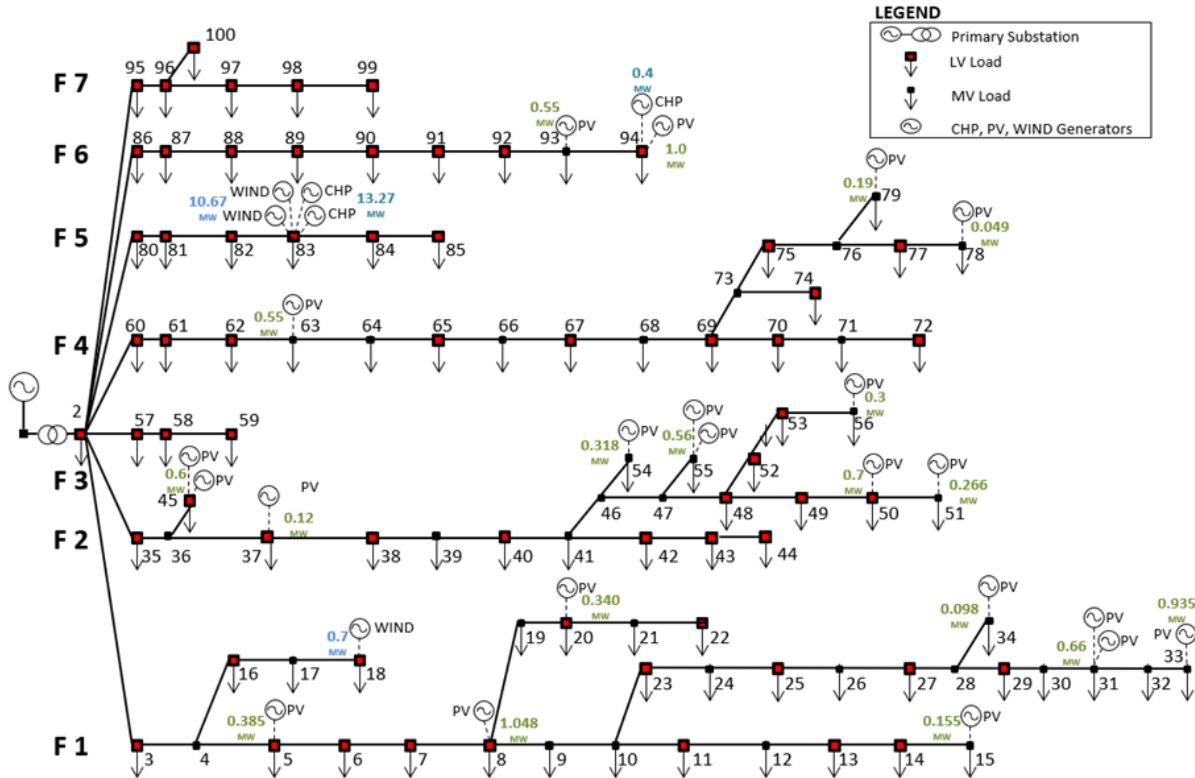 LEGEND
Primary Substation
LV Load
MV Load
CHP, PV, WIND Generators
100
95 96 97 98 99
F 7
0.4
MW
CHP
0.55
MW
PV
PV
86 87 88 89 90 91 92 93 94
1.0
MW
F 6
10.67
MW
WIND
CHP
13.27
MW
WIND
CHP
F 5
80 81 82 83 84 85
PV
0.19
MW
79
PV
0.049
MW
75 76 77 78
73 74
PV
0.55
MW
60 61 62 63 64 65 66 67 68 69 70 71 72
F 4
2
57 58 59
F 3
PV
0.6
MW
PV
45
PV
0.12
MW
PV
0.318
MW
54
PV
0.56
MW
PV
55
PV
0.3
MW
53 56
52
PV
0.7
MW
PV
0.266
MW
46 47 48 49 50 51
F 2
35 36 37 38 39 40 41 42 43 44
WIND
0.7
MW
16 17 18
PV
0.340
MW
19 20 21 22
PV
0.098
MW
34
PV
0.66
MW
PV
0.935
MW
PV
33
23 24 25 26 27 28 29 30 31 32
F 1
0.385
MW
PV
PV
1.048
MW
0.155
MW
PV
3 4 5 6 7 8 9 10 11 12 13 14 15